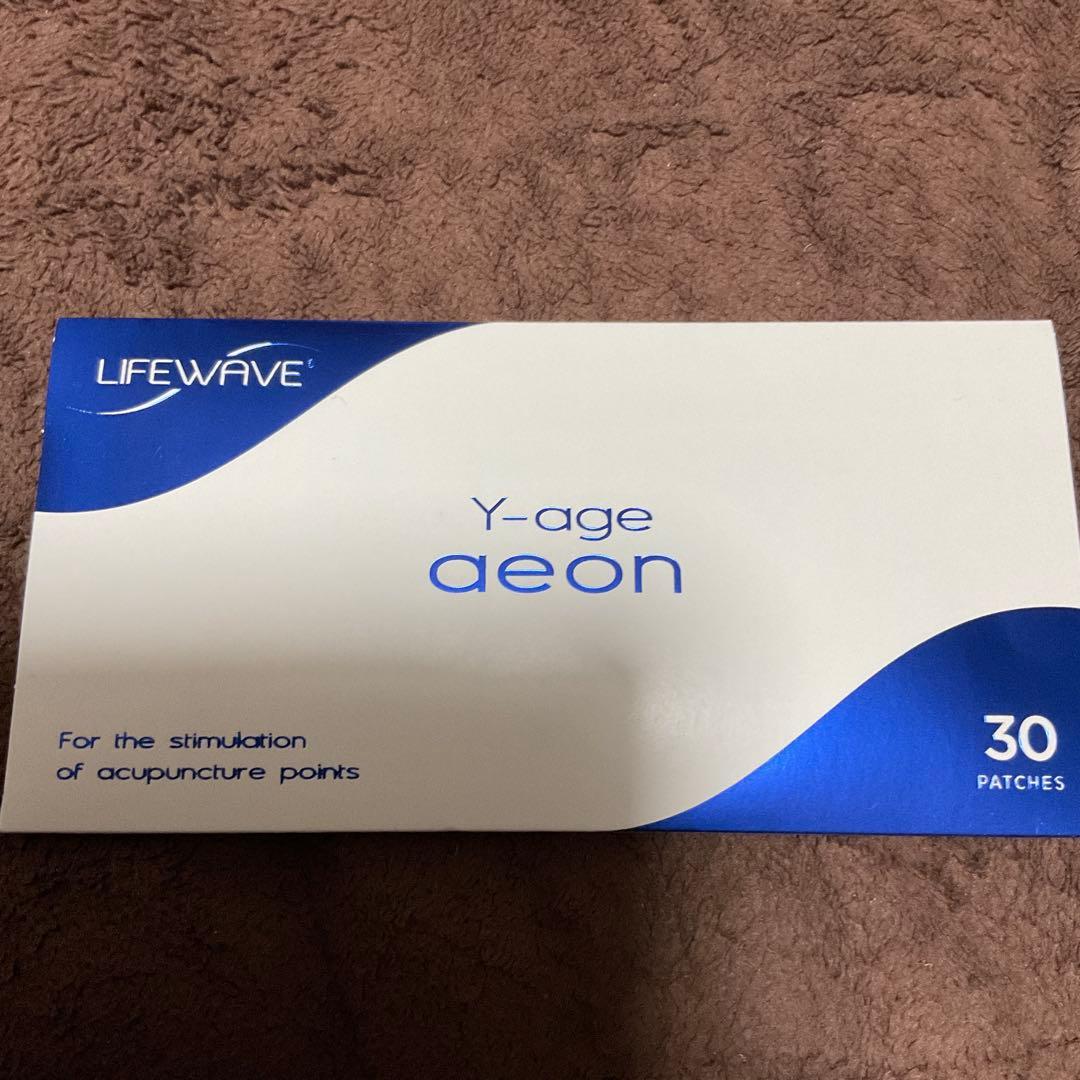 LIFEWAVE
Y-age
aeon
For the stimulation
of acupuncture points
30
PATCHES